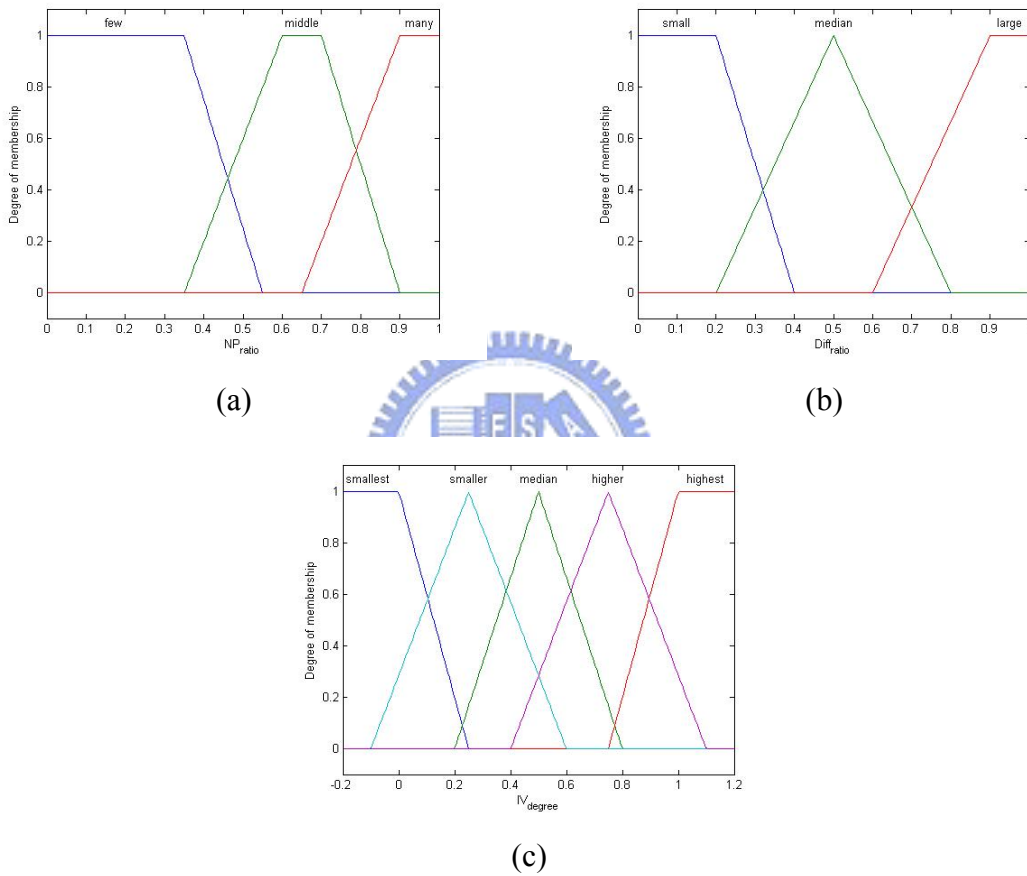 few middle many
1
0.8
0.6
0.4
0.2
0
Degree of membership
0 0.1 0.2 0.3 0.4 0.5 0.6 0.7 0.8 0.9 1
NP_ratio
(a)
small median large
1
0.8
0.6
0.4
0.2
0
Degree of membership
0 0.1 0.2 0.3 0.4 0.5 0.6 0.7 0.8 0.9
Diff_ratio
(b)
ESA
smallest smaller median higher highest
1
0.8
0.6
0.4
0.2
0
Degree of membership
-0.2 0 0.2 0.4 0.6 0.8 1 1.2
IV_degree
(c)